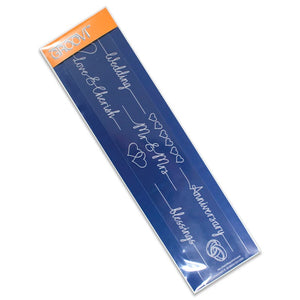 GROOVI
Wedding
Love & Cherish
Mr & Mrs
Anniversary
blessings